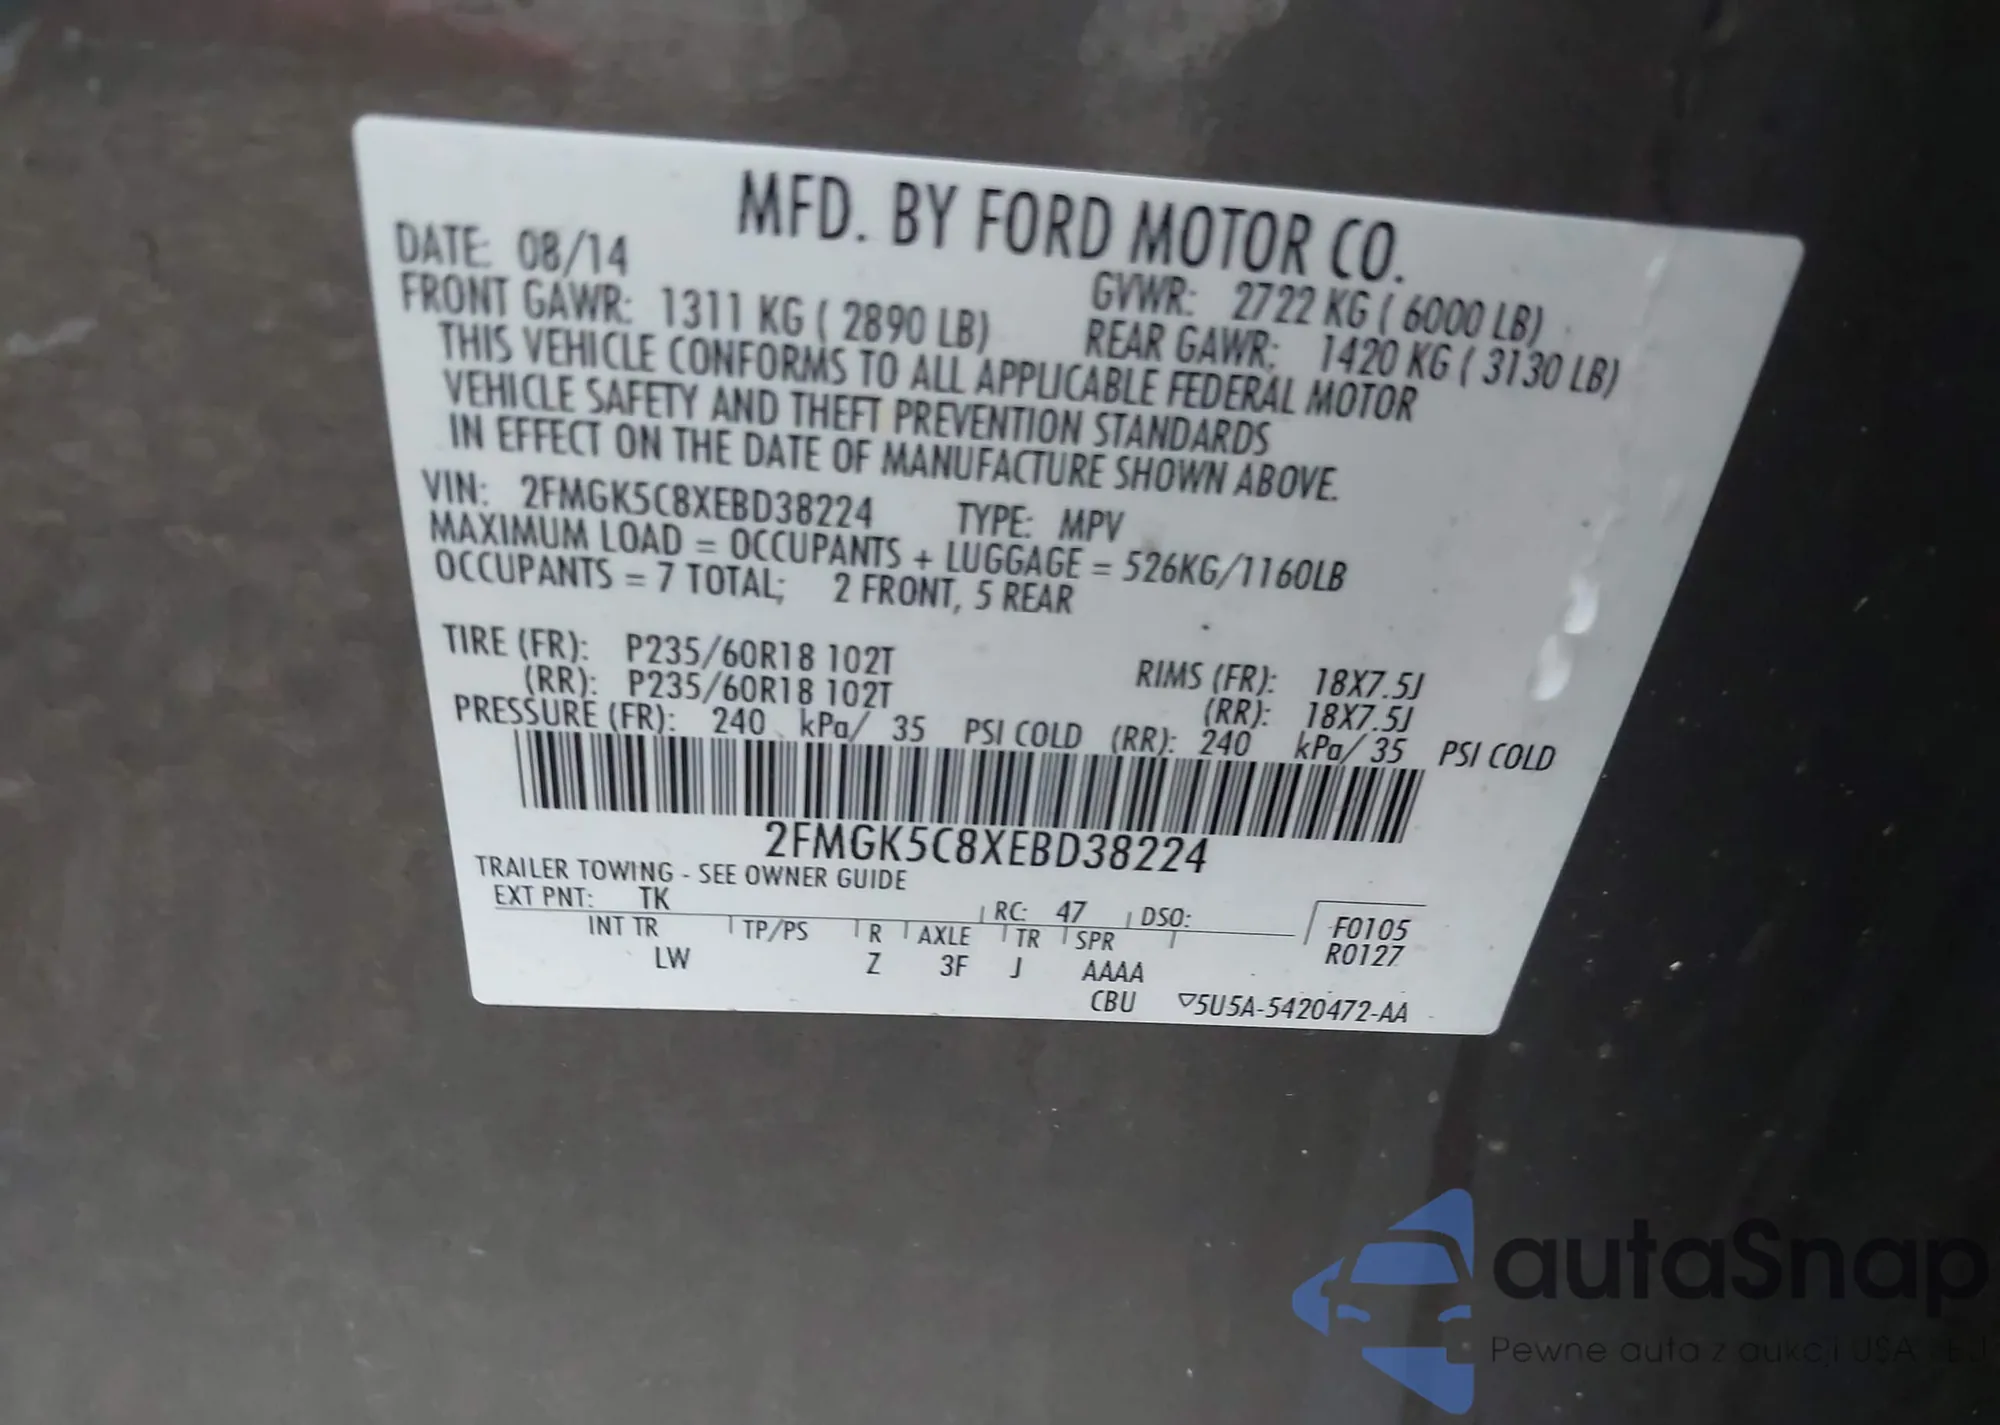 MFD. BY FORD MOTOR CO.
DATE: 08/14 GVWR: 2722 KG ( 6000 LB)
FRONT GAWR: 1311 KG ( 2890 LB) REAR GAWR: 1420 KG ( 3130 LB)
THIS VEHICLE CONFORMS TO ALL APPLICABLE FEDERAL MOTOR
VEHICLE SAFETY AND THEFT PREVENTION STANDARDS
IN EFFECT ON THE DATE OF MANUFACTURE SHOWN ABOVE.
VIN: 2FMGK5C8XEBD38224 TYPE: MPV
MAXIMUM LOAD = OCCUPANTS + LUGGAGE = 526KG/1160LB
OCCUPANTS = 7 TOTAL; 2 FRONT, 5 REAR
TIRE (FR): P235/60R18 102T RIMS (FR): 18X7.5J
(RR): P235/60R18 102T (RR): 18X7.5J
PRESSURE (FR): 240 kPa/ 35 PSI COLD (RR): 240 kPa/ 35 PSI COLD
2FMGK5C8XEBD38224
TRAILER TOWING - SEE OWNER GUIDE
EXT PNT: TK RC: 47 DSO: F0105
INT TR TP/PS R AXLE TR SPR R0127
LW Z 3F J AAAA
CBU ▽5U5A-5420472-AA
autaSnap
Pewne auta z aukcji USA